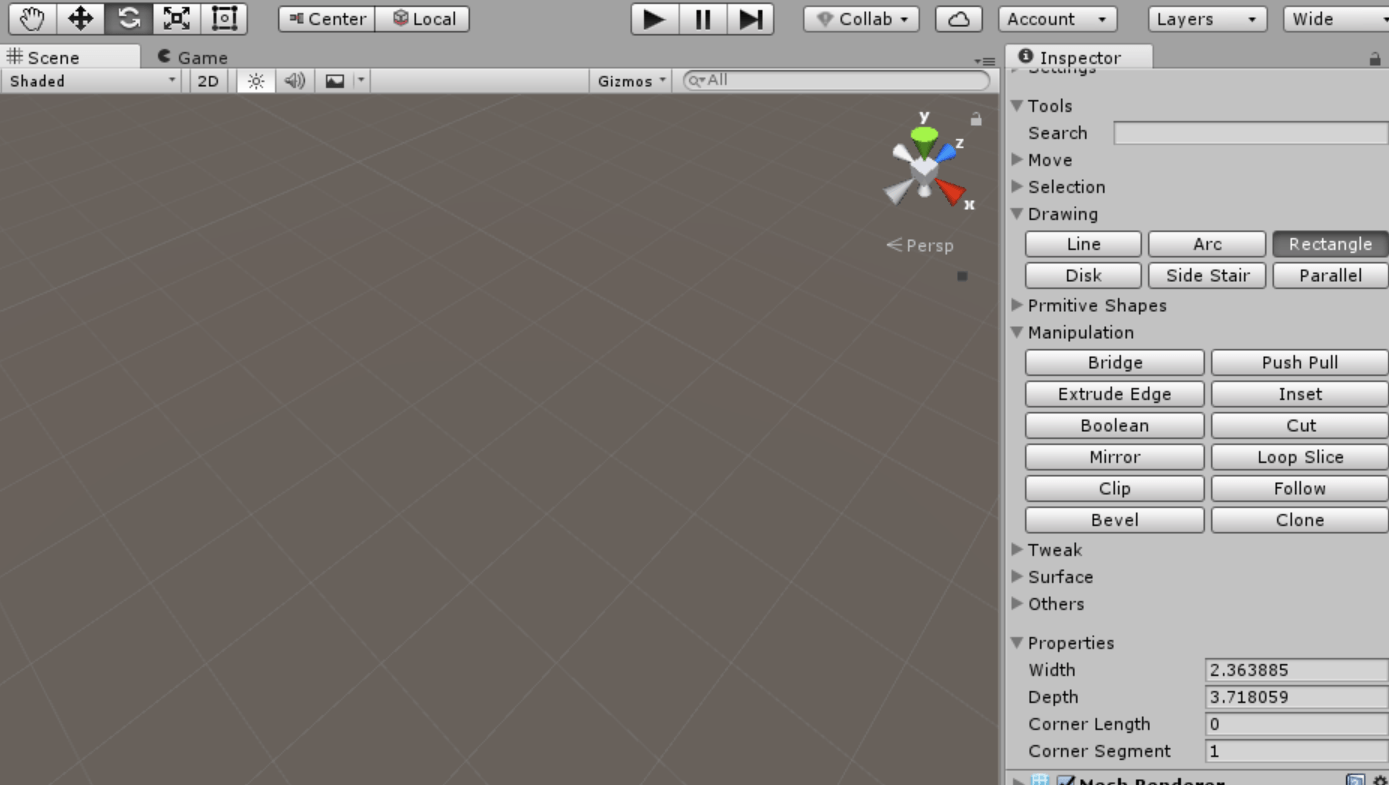 Center Local Collab Account Layers Wide
Scene Game Inspector
Shaded 2D Gizmos All
Settings
Tools
Search
Move
Selection
Drawing
Line Arc Rectangle
Disk Side Stair Parallel
Prmitive Shapes
Manipulation
Bridge Push Pull
Extrude Edge Inset
Boolean Cut
Mirror Loop Slice
Clip Follow
Bevel Clone
Tweak
Surface
Others
Properties
Width 2.363885
Depth 3.718059
Corner Length 0
Corner Segment 1
Mesh Renderer
y
z
x
Persp